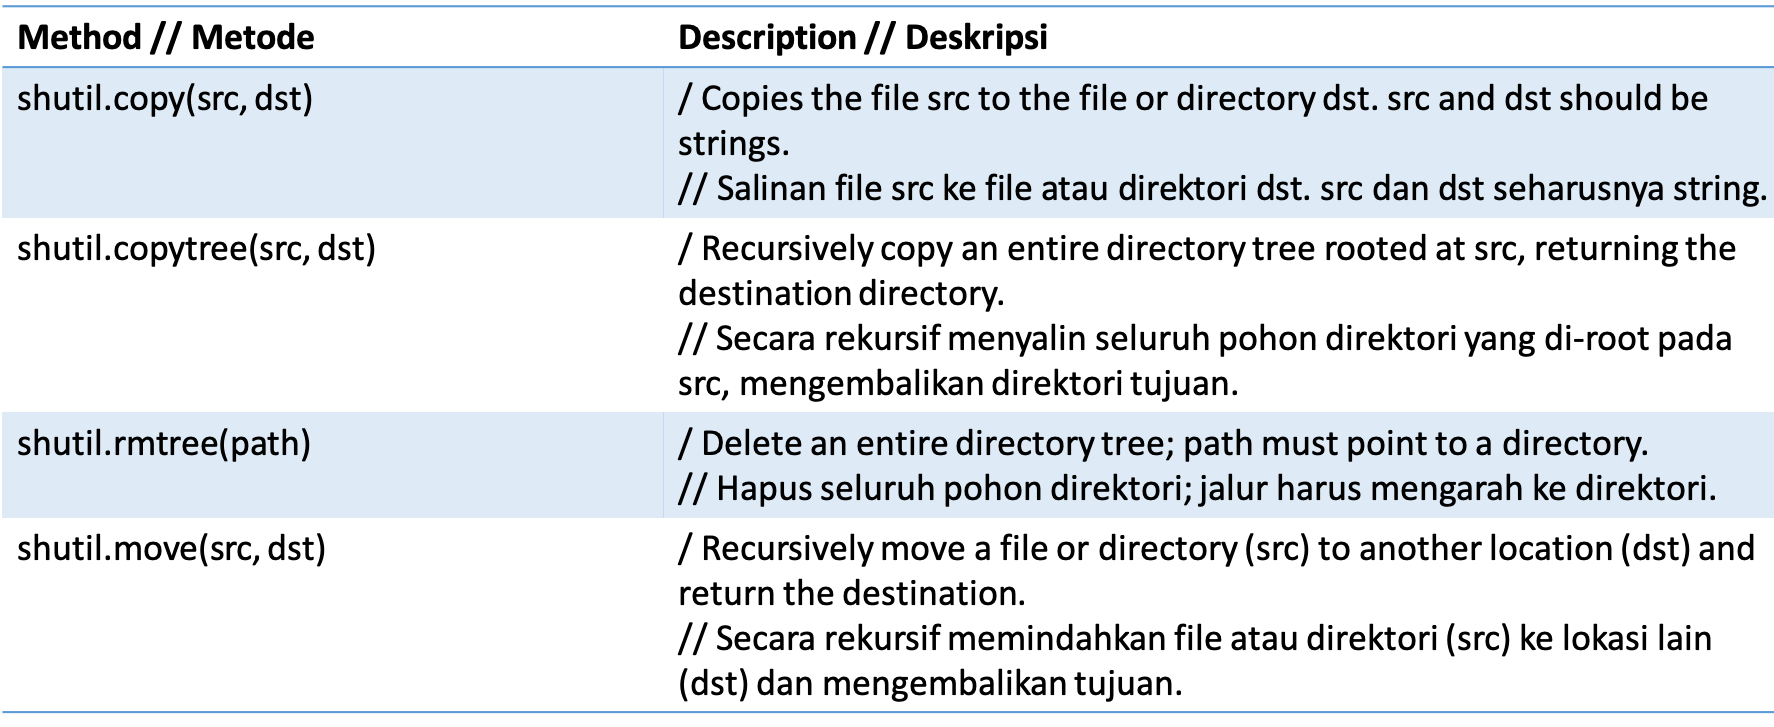 Method // Metode
Description // Deskripsi
shutil.copy(src, dst)
/ Copies the file src to the file or directory dst. src and dst should be
strings.
// Salinan file src ke file atau direktori dst. src dan dst seharusnya string.
shutil.copytree(src, dst)
/ Recursively copy an entire directory tree rooted at src, returning the
destination directory.
// Secara rekursif menyalin seluruh pohon direktori yang di-root pada
src, mengembalikan direktori tujuan.
shutil.rmtree(path)
/ Delete an entire directory tree; path must point to a directory.
// Hapus seluruh pohon direktori; jalur harus mengarah ke direktori.
shutil.move(src, dst)
/ Recursively move a file or directory (src) to another location (dst) and
return the destination.
// Secara rekursif memindahkan file atau direktori (src) ke lokasi lain
(dst) dan mengembalikan tujuan.